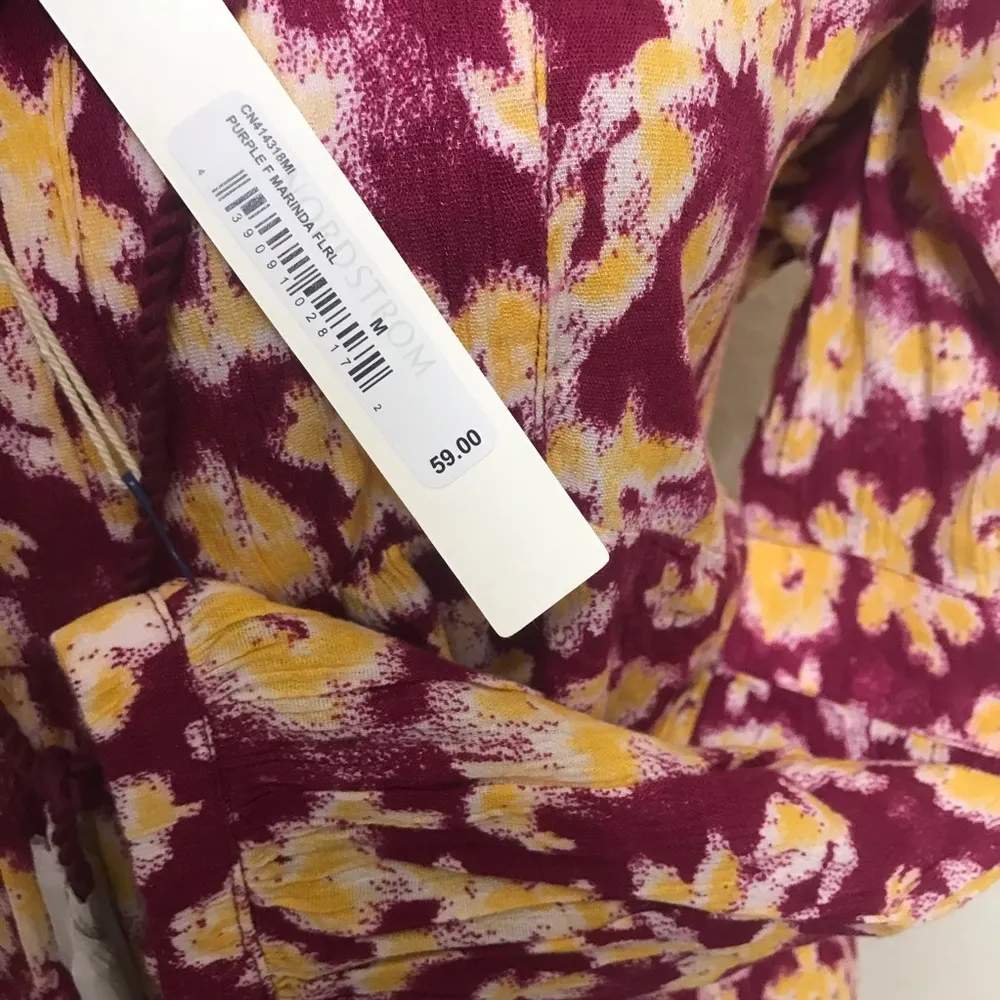 CN414318MI
PURPLE F MARINDA FLRL
NORDSTROM
M
4 39091 02817 2
59.00